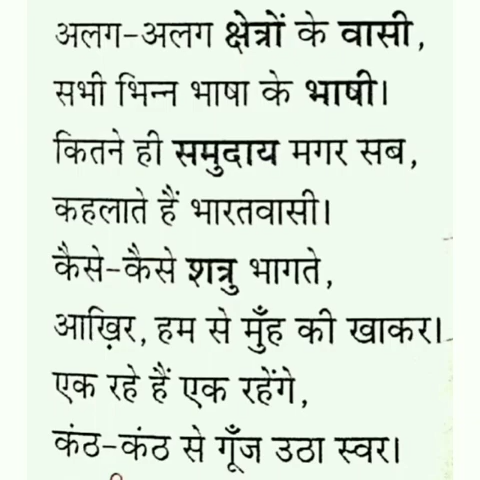 अलग-अलग क्षेत्रों के वासी,
सभी भिन्न भाषा के भाषी।
कितने ही समुदाय मगर सब,
कहलाते हैं भारतवासी।
कैसे-कैसे शत्रु भागते,
आख़िर, हम से मुँह की खाकर।
एक रहे हैं एक रहेंगे,
कंठ-कंठ से गूँज उठा स्वर।